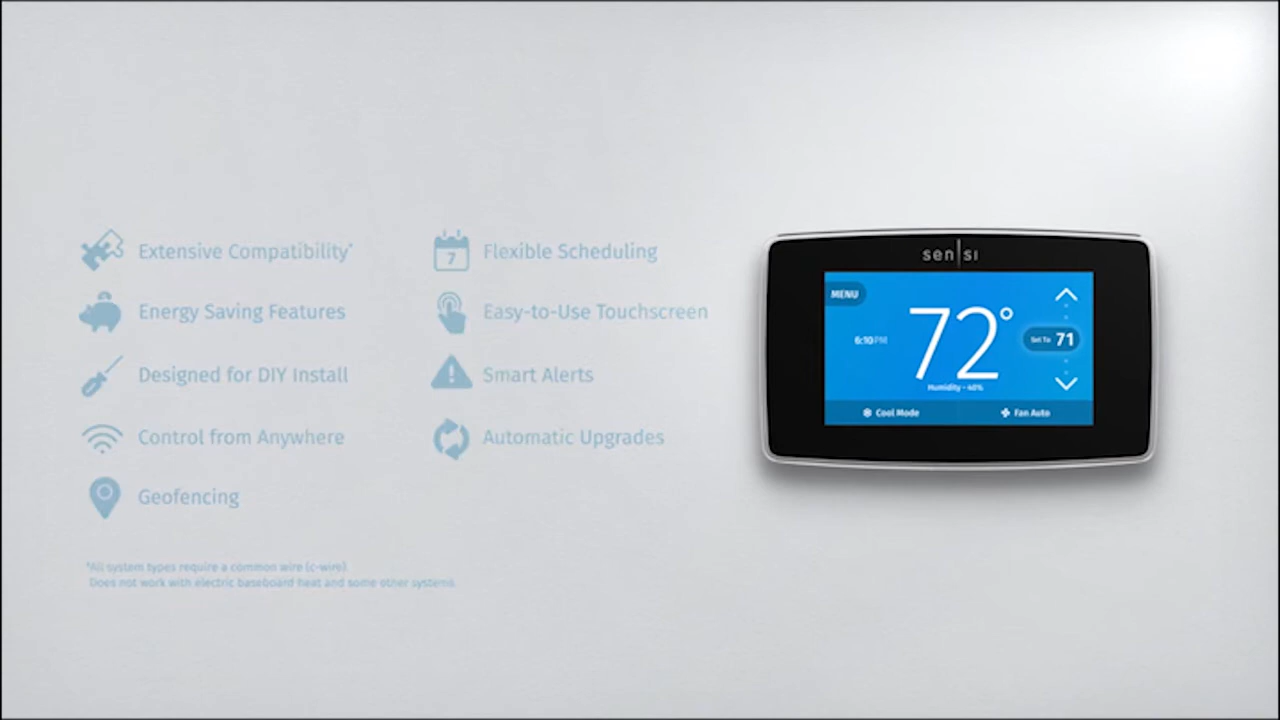 Extensive Compatibility*
Energy Saving Features
Designed for DIY Install
Control from Anywhere
Geofencing
7
Flexible Scheduling
Easy-to-Use Touchscreen
Smart Alerts
Automatic Upgrades
*All system types require a common wire (c-wire).
Does not work with electric baseboard heat and some other systems.
sensi
MENU
6:10 PM
72°
Humidity - 40%
Set To 71
Cool Mode
Fan Auto